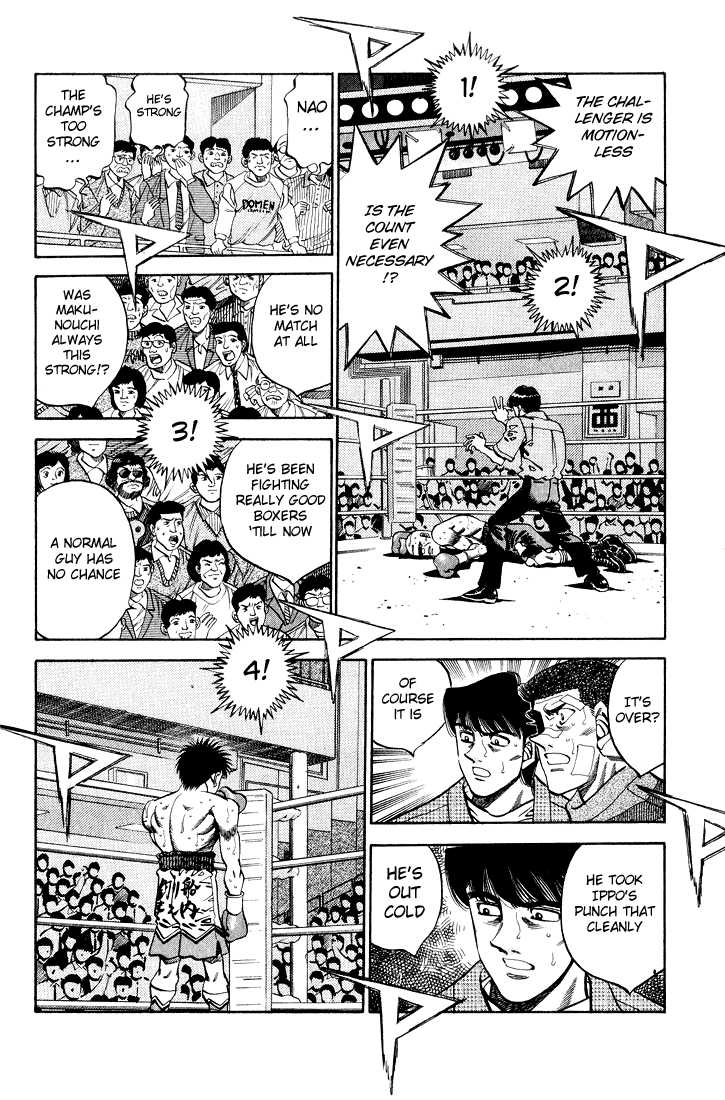 1!
THE CHAL-
LENGER IS
MOTION-
LESS
IS THE
COUNT
EVEN
NECESSARY
!?
2!
西
NAO
...
HE'S
STRONG
THE
CHAMP'S
TOO
STRONG
...
DOMEN
HE'S NO
MATCH
AT ALL
WAS
MAKU-
NOUCHI
ALWAYS
THIS
STRONG!?
3!
HE'S BEEN
FIGHTING
REALLY GOOD
BOXERS
'TILL NOW
A NORMAL
GUY HAS
NO CHANCE
IT'S
OVER?
OF
COURSE
IT IS
HE TOOK
IPPO'S
PUNCH THAT
CLEANLY
HE'S
OUT
COLD
4!